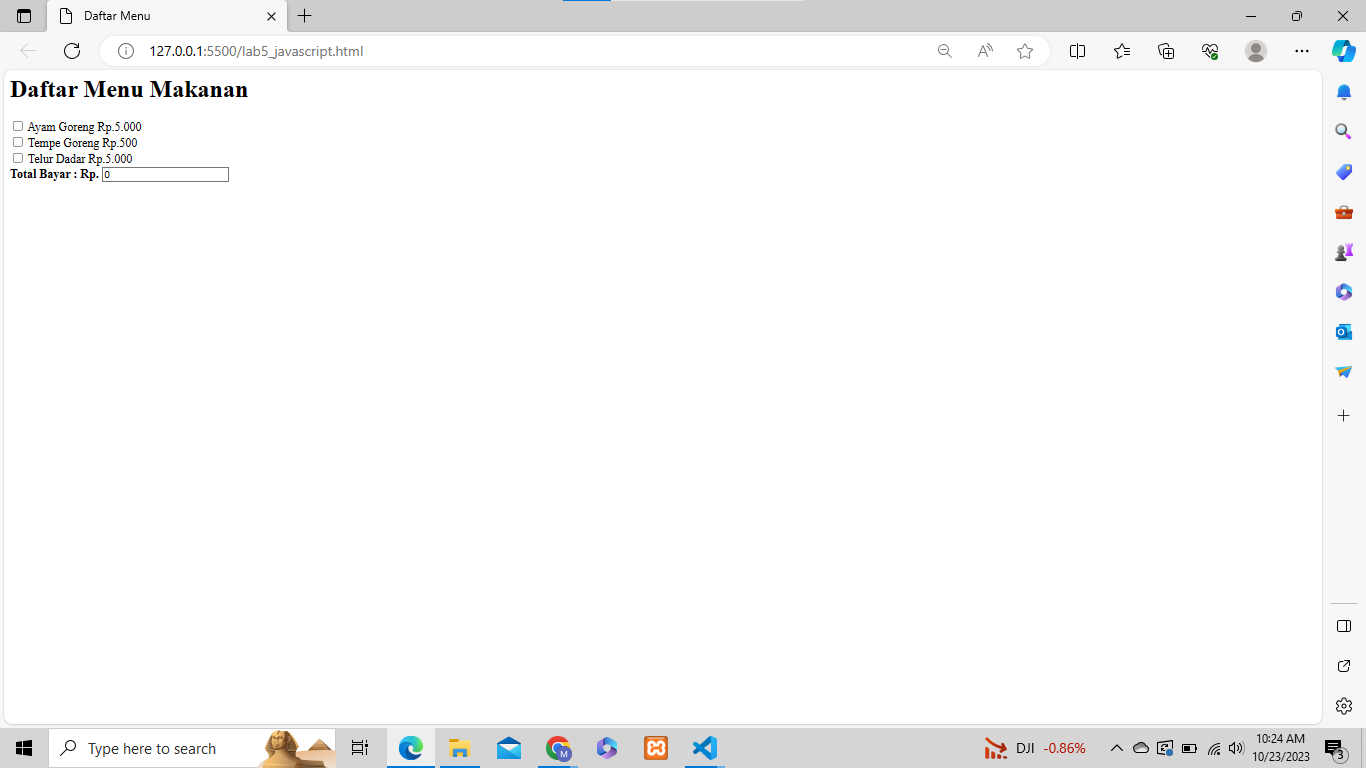 Daftar Menu
127.0.0.1:5500/lab5_javascript.html
Daftar Menu Makanan
Ayam Goreng Rp.5.000
Tempe Goreng Rp.500
Telur Dadar Rp.5.000
Total Bayar : Rp. 0
Type here to search
M
DJI -0.86%
10:24 AM
10/23/2023
3